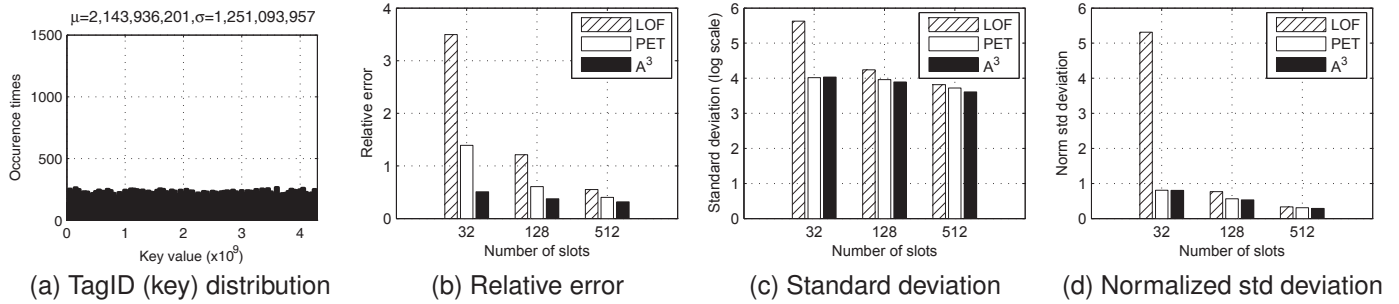 μ=2,143,936,201,σ=1,251,093,957
1500
1000
500
0
Occurence times
0 1 2 3 4
Key value (x10⁹)
(a) TagID (key) distribution
4
3
2
1
0
Relative error
LOF
PET
A³
32 128 512
Number of slots
(b) Relative error
6
5
4
3
2
1
0
Standard deviation (log scale)
LOF
PET
A³
32 128 512
Number of slots
(c) Standard deviation
6
5
4
3
2
1
0
Norm std deviation
LOF
PET
A³
32 128 512
Number of slots
(d) Normalized std deviation